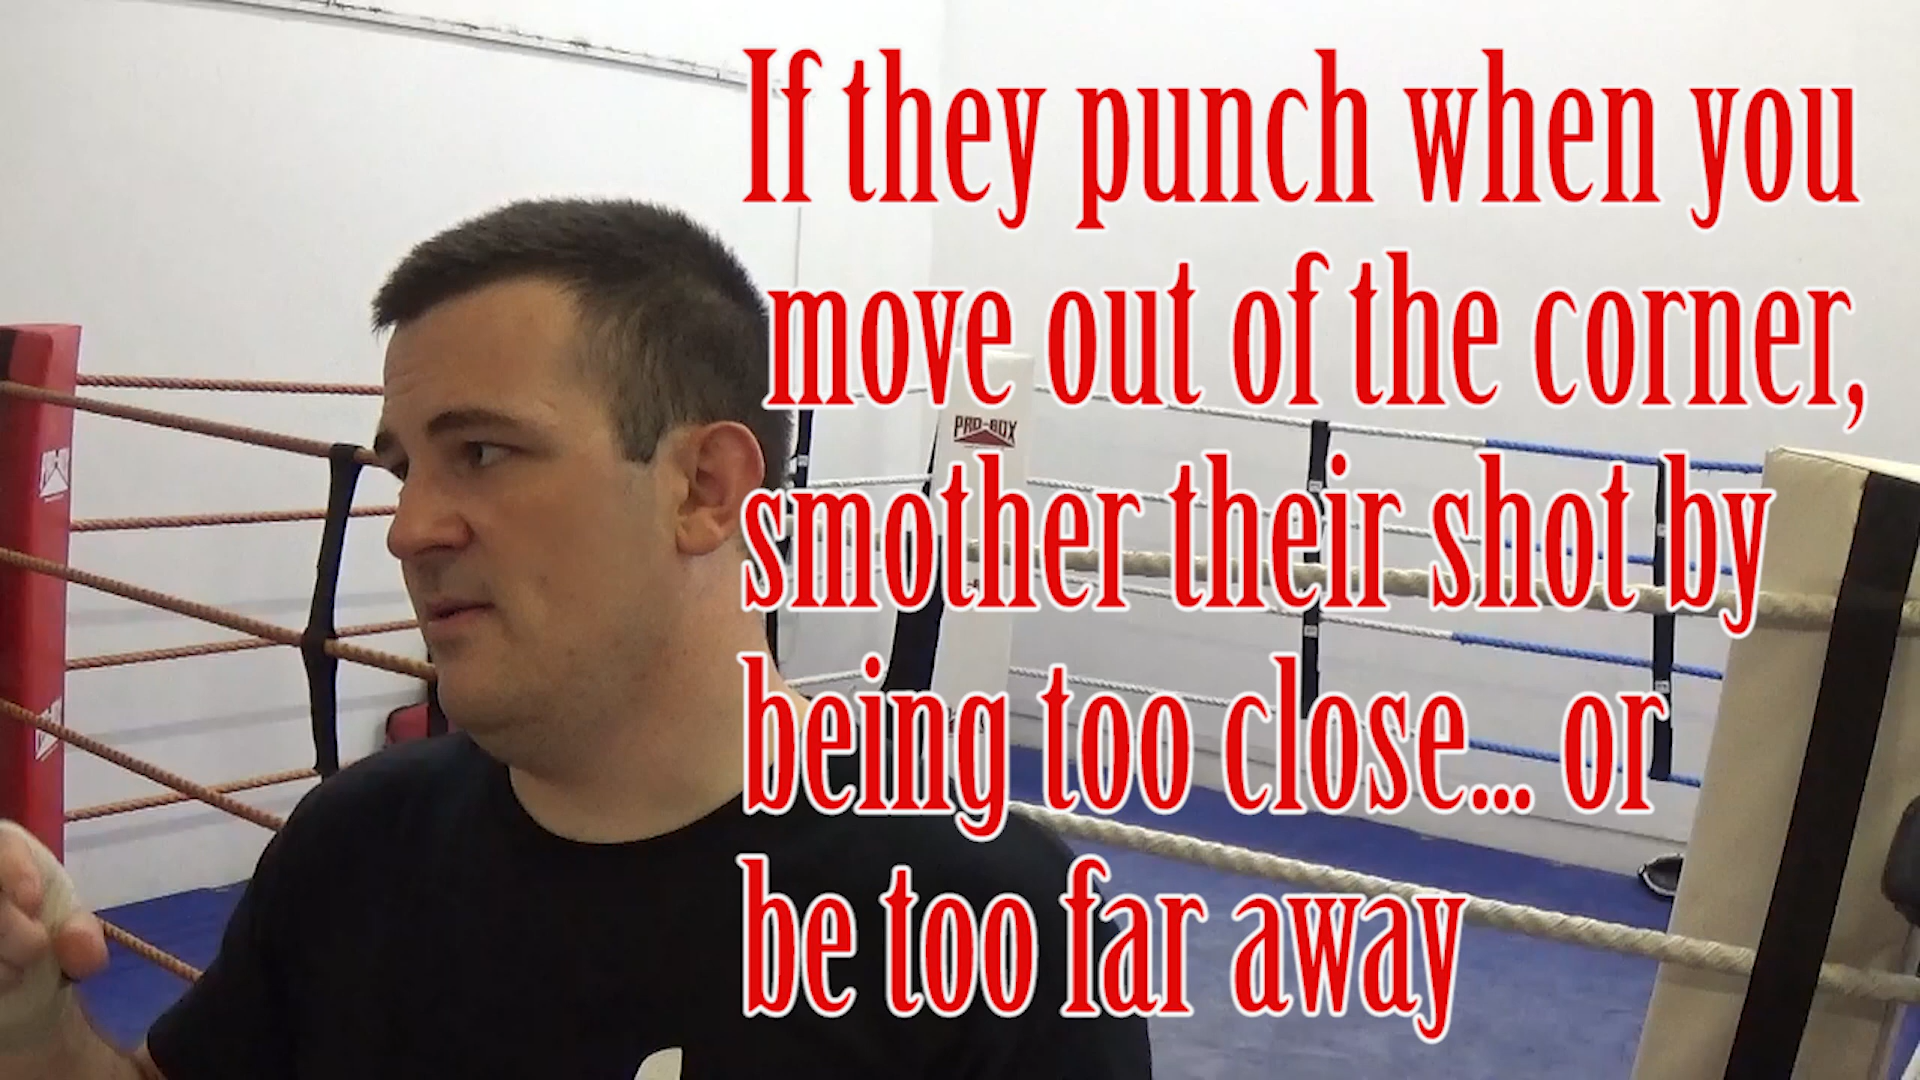 If they punch when you
move out of the corner,
PRO-BOX
smother their shot by
being too close... or
be too far away